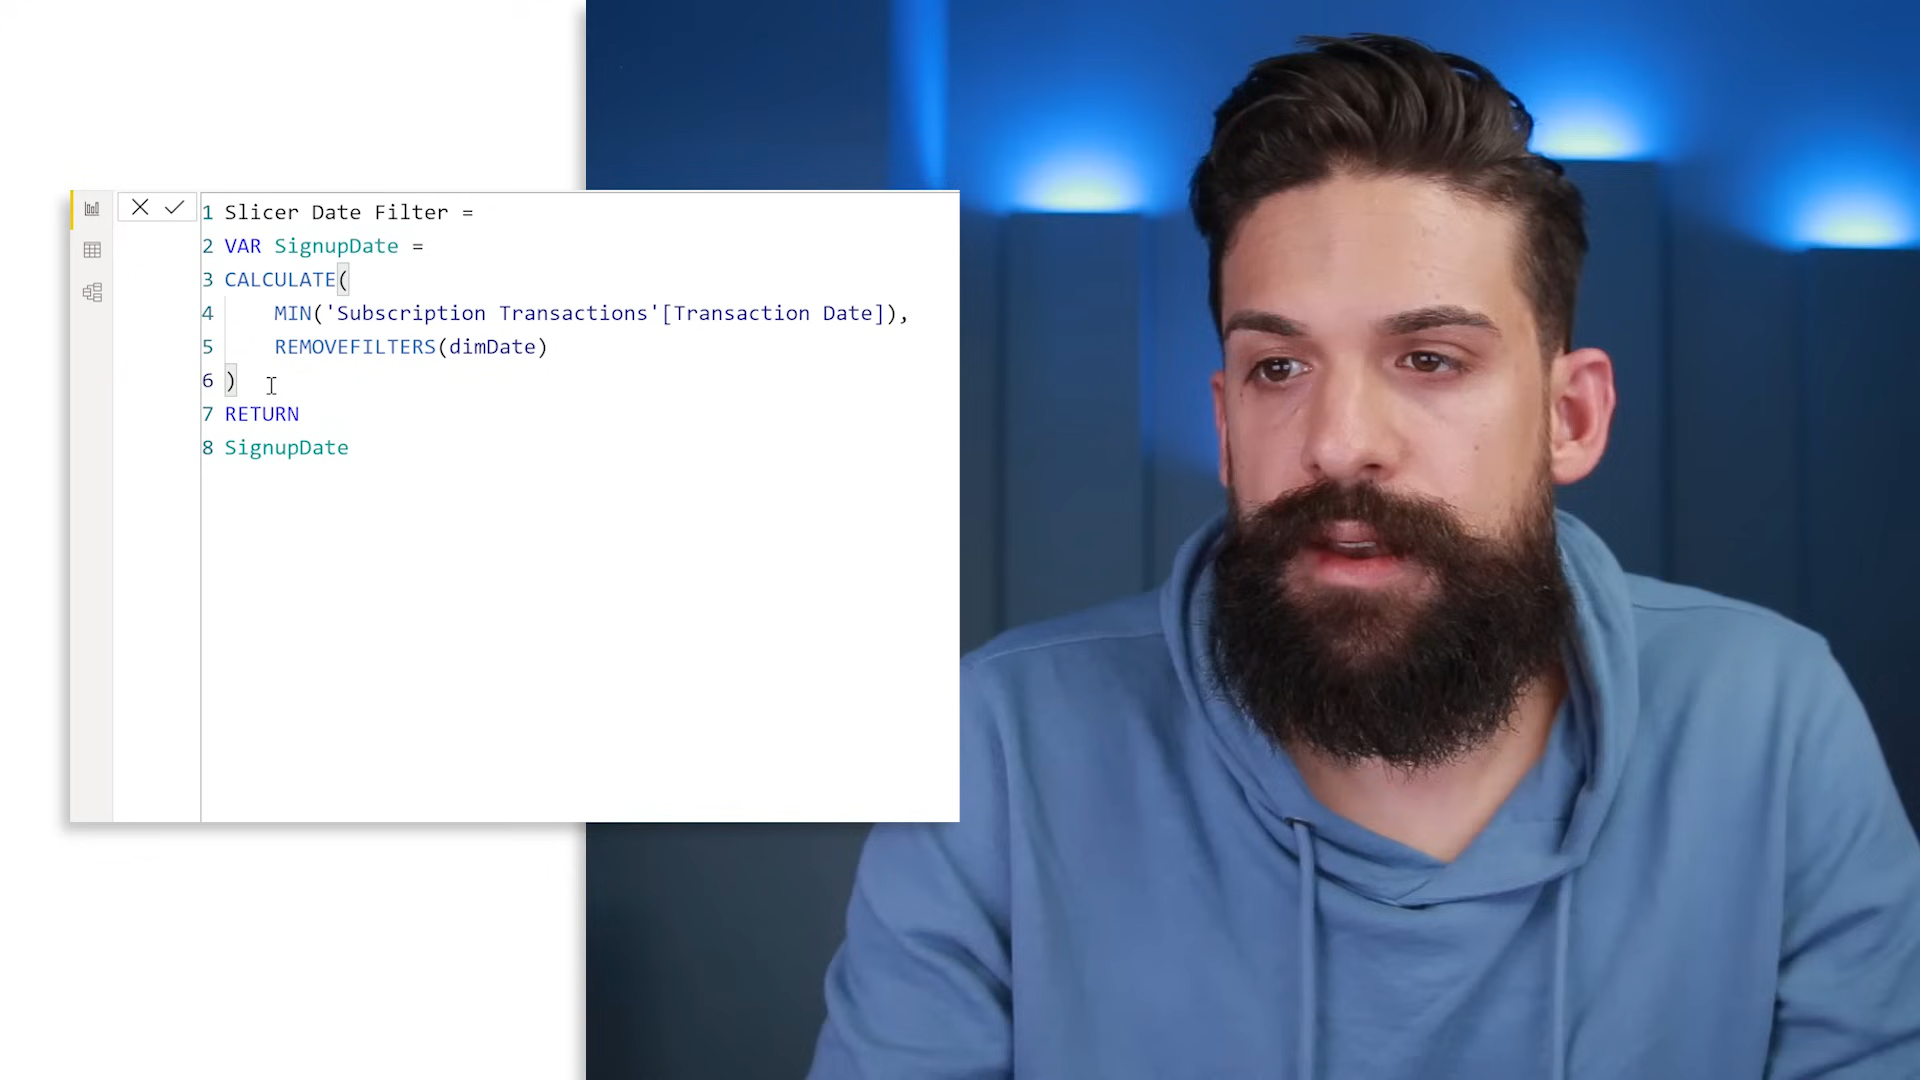 1 Slicer Date Filter =
2 VAR SignupDate =
3 CALCULATE(
4 MIN('Subscription Transactions'[Transaction Date]),
5 REMOVEFILTERS(dimDate)
6 )
7 RETURN
8 SignupDate